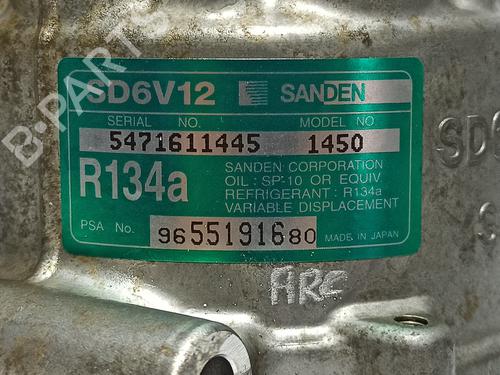 B-PARTS
SD6V12 SANDEN
SERIAL NO. MODEL NO
5471611445 1450
R134a
SANDEN CORPORATION
OIL : SP-10 OR EQUIV.
REFRIGERANT : R134a
VARIABLE DISPLACEMENT
PSA No. 9655191680 MADE IN JAPAN
SD
S